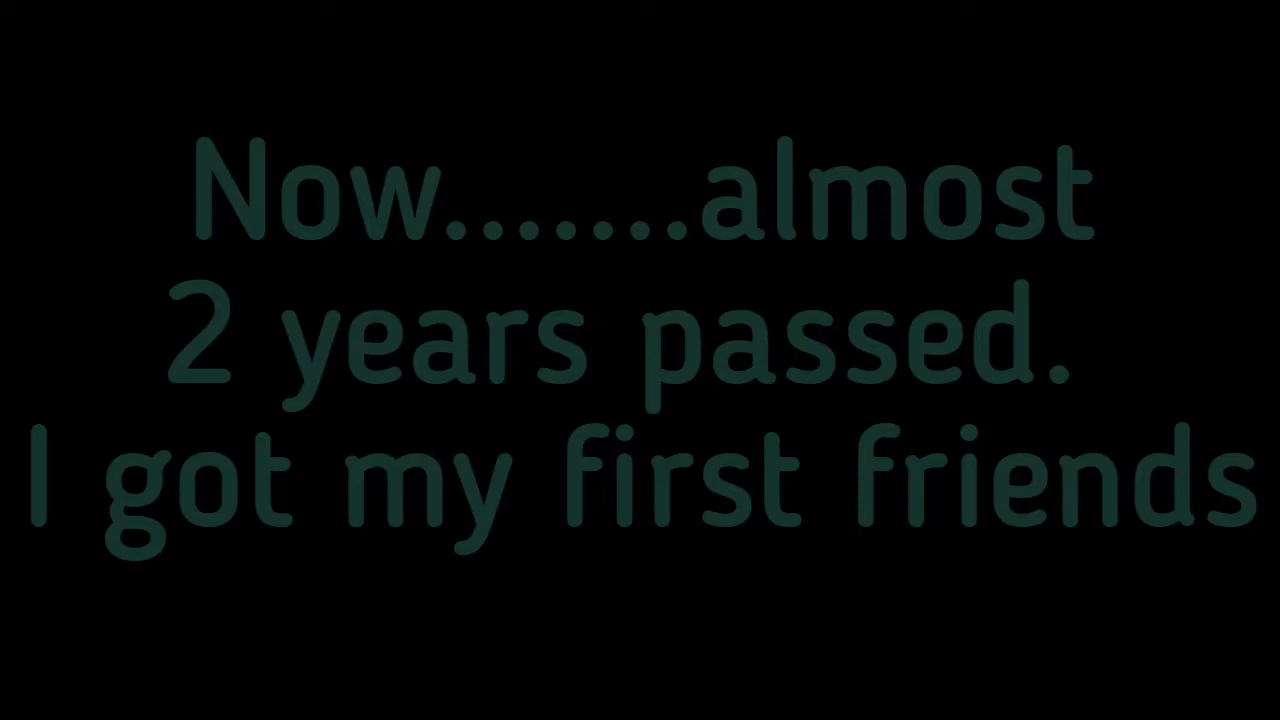 Now.......almost
2 years passed.
I got my first friends